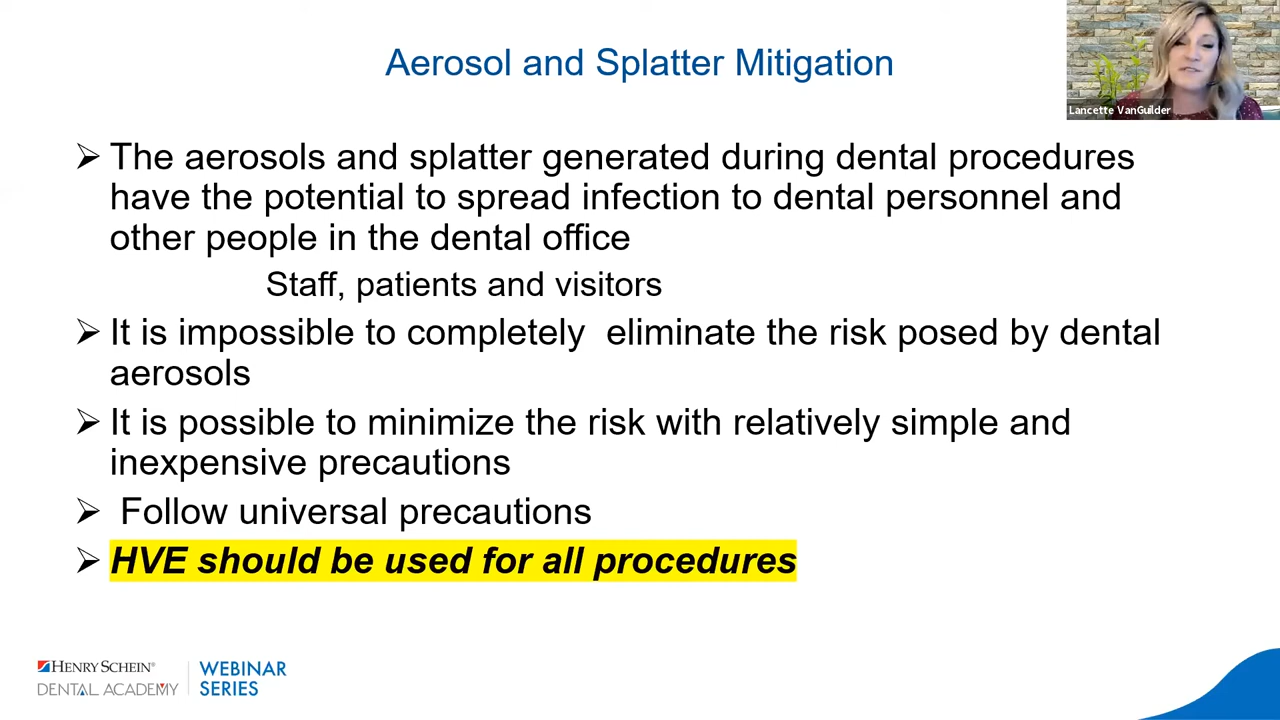 Aerosol and Splatter Mitigation
Lancette VanGuilder
➢ The aerosols and splatter generated during dental procedures
have the potential to spread infection to dental personnel and
other people in the dental office
Staff, patients and visitors
➢ It is impossible to completely  eliminate the risk posed by dental
aerosols
➢ It is possible to minimize the risk with relatively simple and
inexpensive precautions
➢ Follow universal precautions
➢ HVE should be used for all procedures
HENRY SCHEIN®
DENTAL ACADEMY
WEBINAR
SERIES